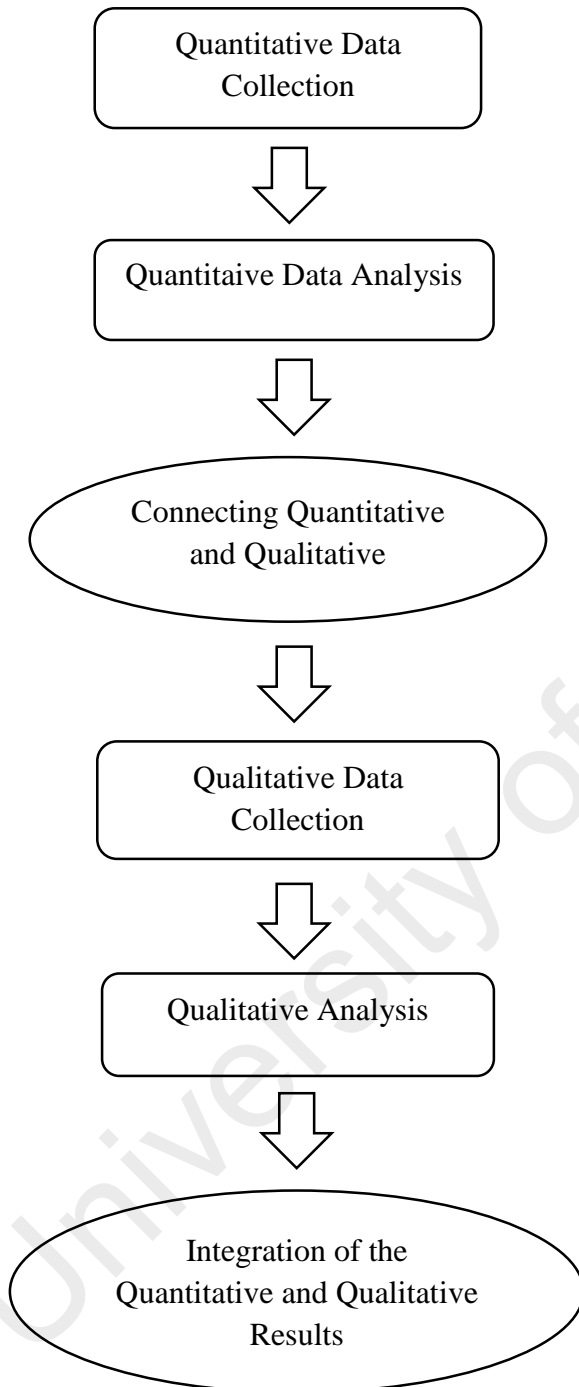 Quantitative Data
Collection
Quantitaive Data Analysis
Connecting Quantitative
and Qualitative
Qualitative Data
Collection
Qualitative Analysis
Integration of the
Quantitative and Qualitative
Results
University of